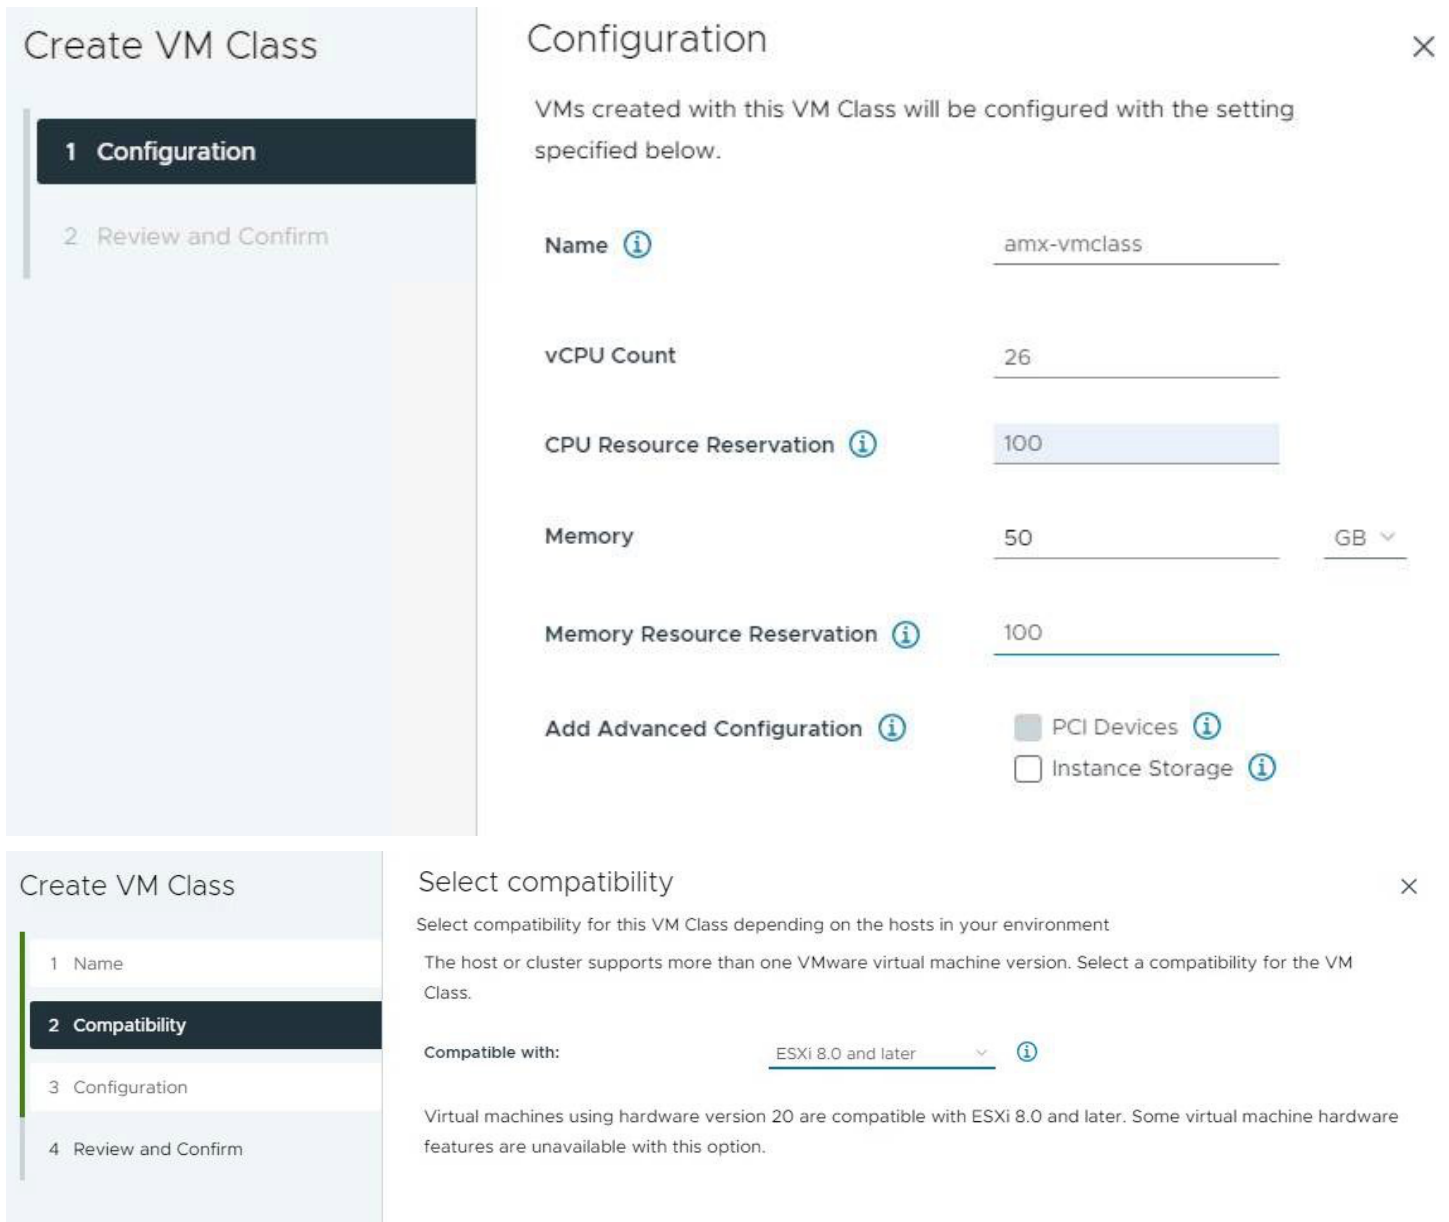 Create VM Class
1 Configuration
2 Review and Confirm
Configuration
VMs created with this VM Class will be configured with the setting
specified below.
Name
amx-vmclass
vCPU Count
26
CPU Resource Reservation
100
Memory
50
GB
Memory Resource Reservation
100
Add Advanced Configuration
PCI Devices
Instance Storage
Create VM Class
1 Name
2 Compatibility
3 Configuration
4 Review and Confirm
Select compatibility
Select compatibility for this VM Class depending on the hosts in your environment
The host or cluster supports more than one VMware virtual machine version. Select a compatibility for the VM
Class.
Compatible with:
ESXi 8.0 and later
Virtual machines using hardware version 20 are compatible with ESXi 8.0 and later. Some virtual machine hardware
features are unavailable with this option.